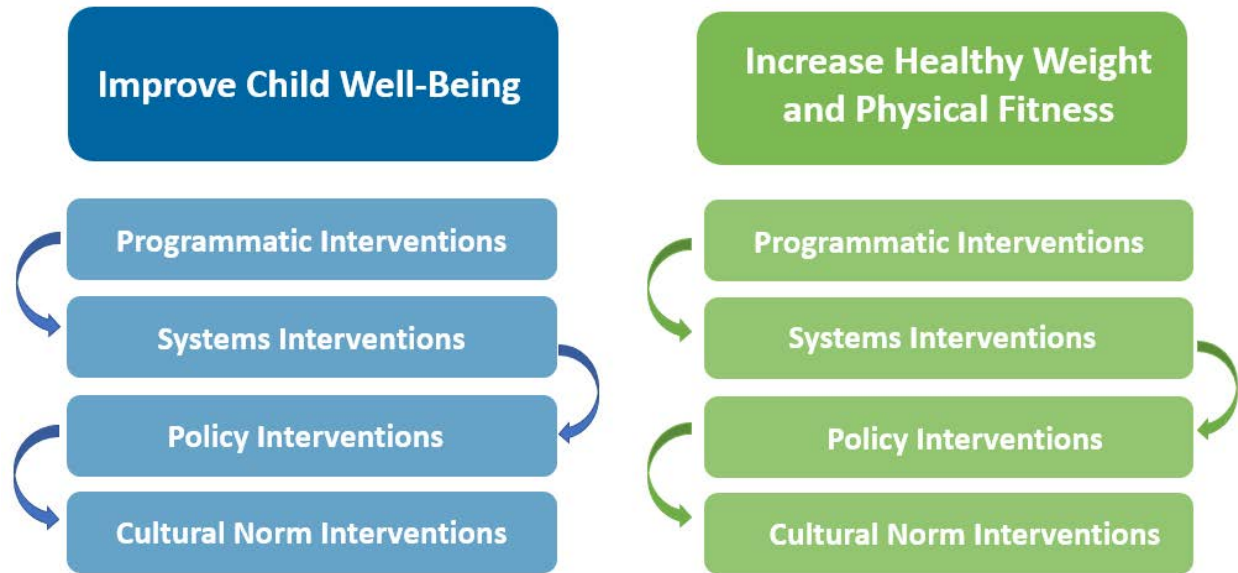 Improve Child Well-Being
Programmatic Interventions
Systems Interventions
Policy Interventions
Cultural Norm Interventions
Increase Healthy Weight
and Physical Fitness
Programmatic Interventions
Systems Interventions
Policy Interventions
Cultural Norm Interventions